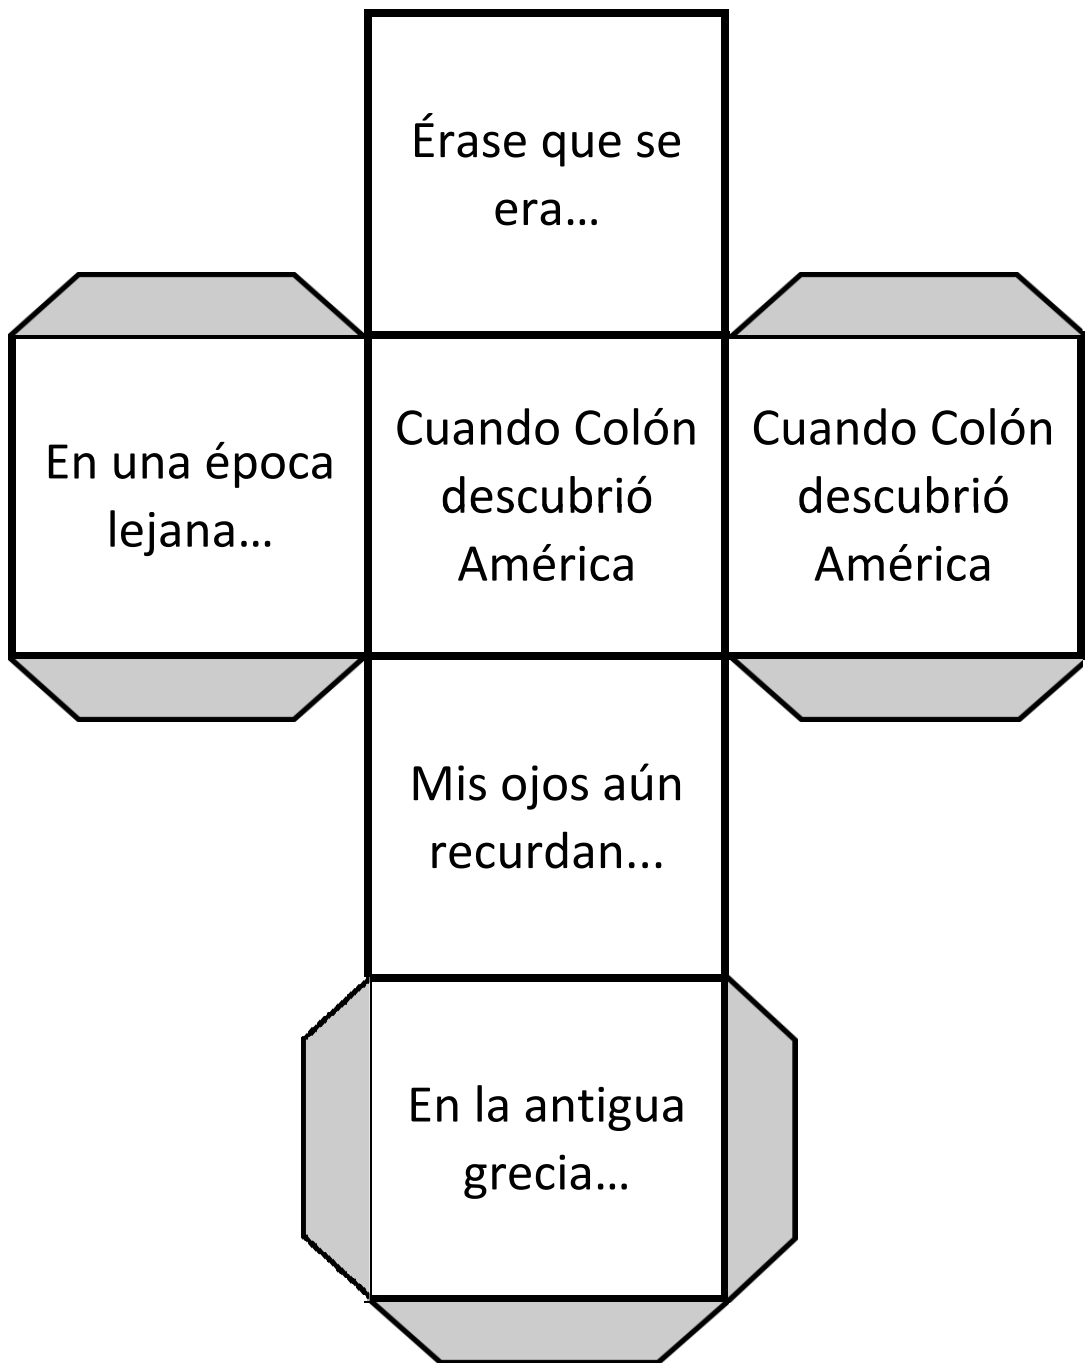 Érase que se
era…
En una época
lejana…
Cuando Colón
descubrió
América
Cuando Colón
descubrió
América
Mis ojos aún
recurdan...
En la antigua
grecia…